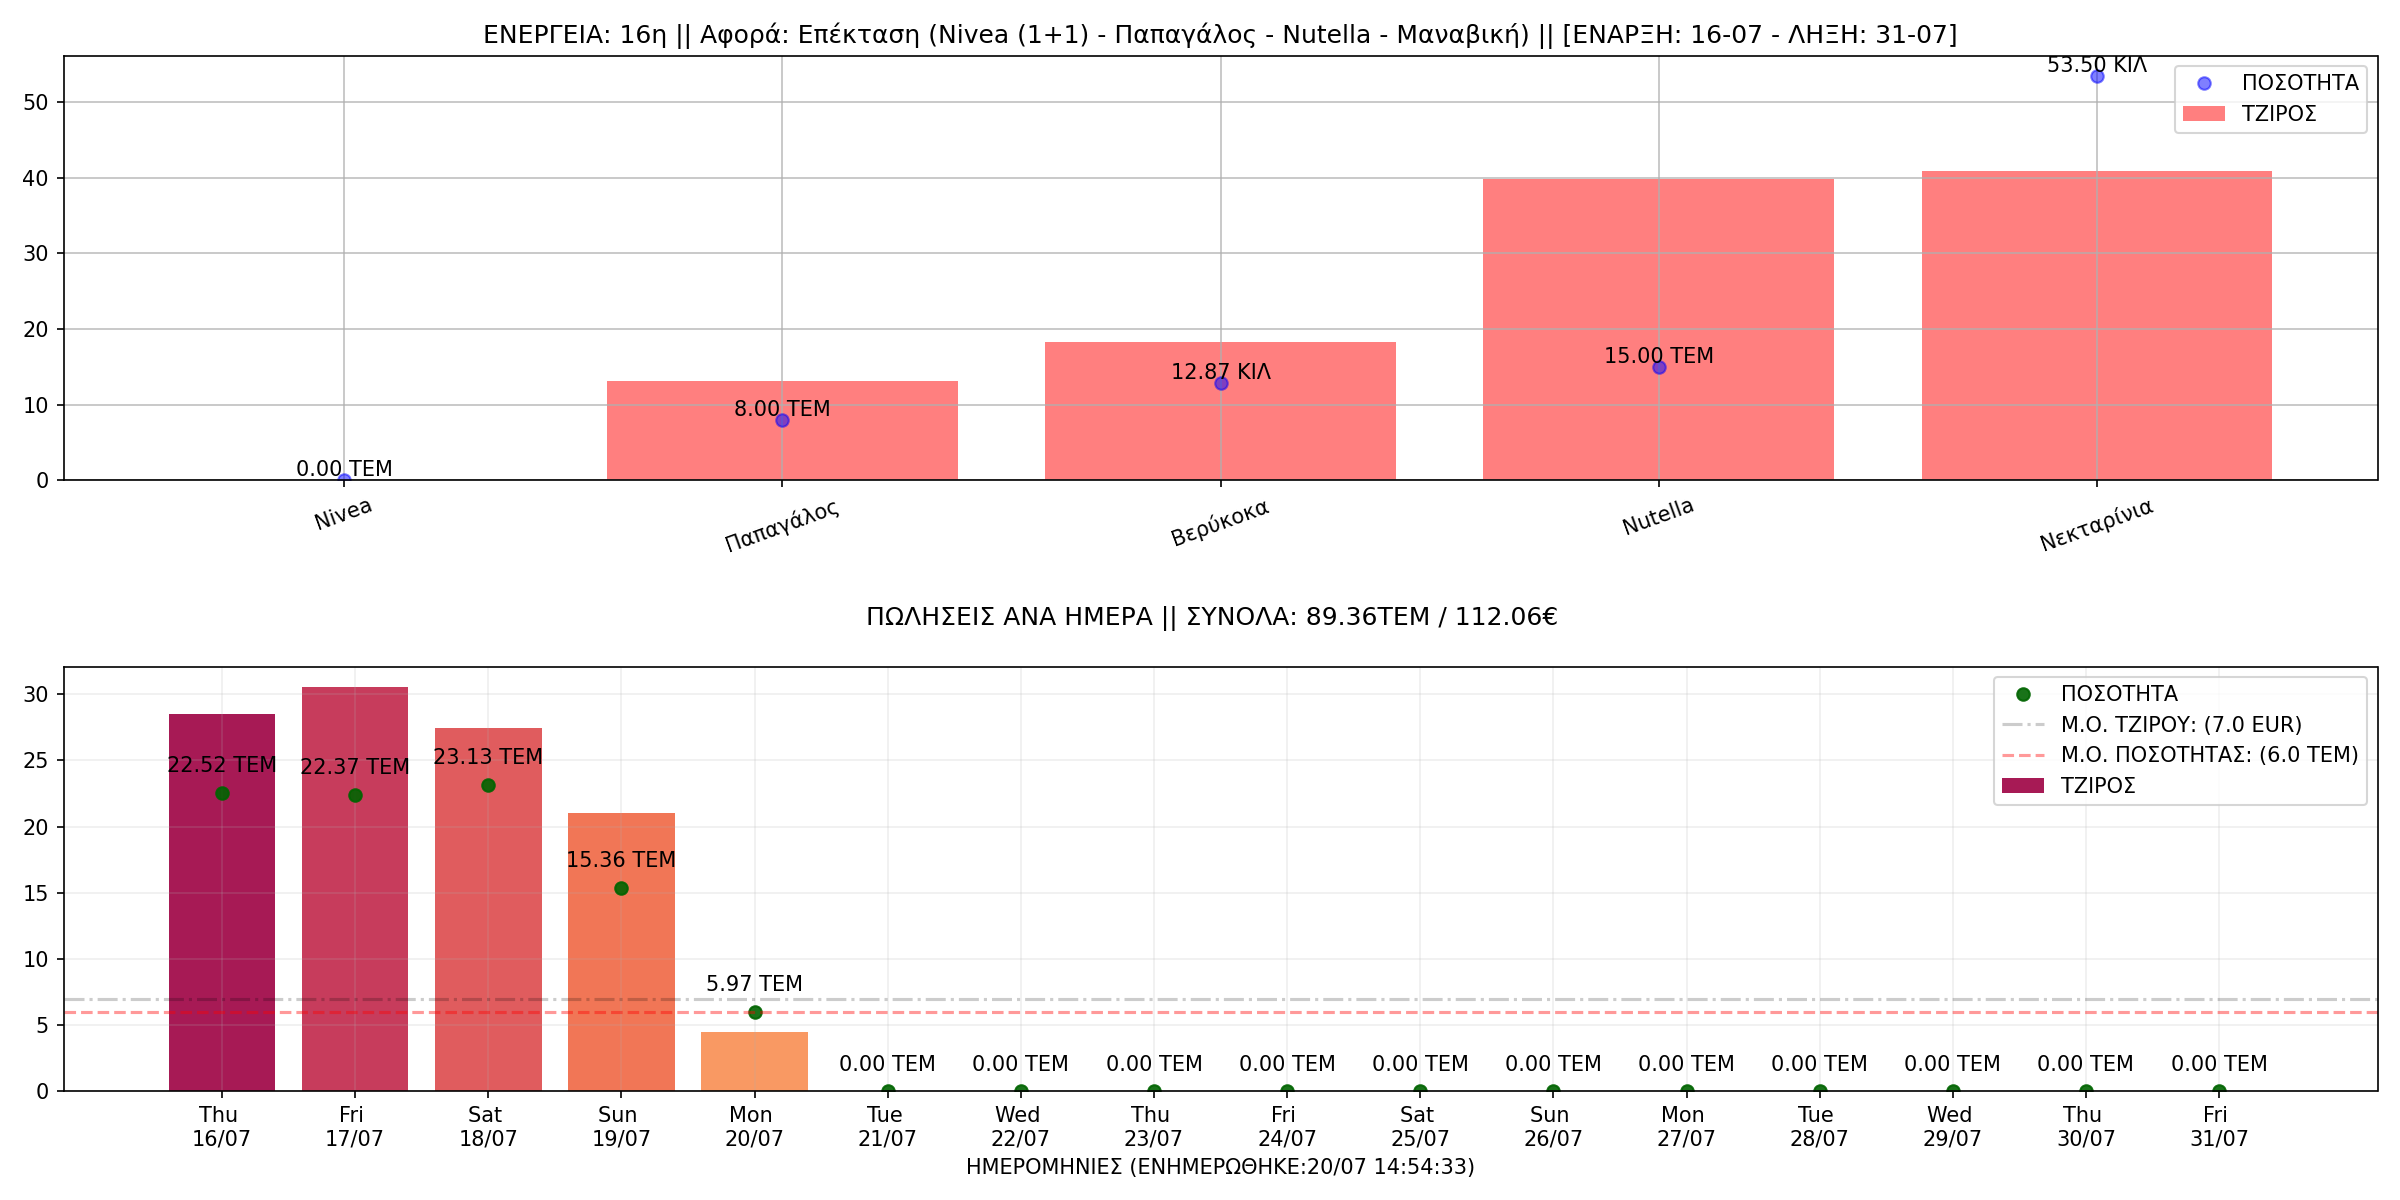 ΕΝΕΡΓΕΙΑ: 16η || Αφορά: Επέκταση (Nivea (1+1) - Παπαγάλος - Nutella - Μαναβική) || [ΕΝΑΡΞΗ: 16-07 - ΛΗΞΗ: 31-07]
53.50 ΚΙΛ
ΠΟΣΟΤΗΤΑ
ΤΖΙΡΟΣ
50
40
30
20
10
0
0.00 ΤΕΜ
8.00 ΤΕΜ
12.87 ΚΙΛ
15.00 ΤΕΜ
Nivea
Παπαγάλος
Βερύκοκα
Nutella
Νεκταρίνια
ΠΩΛΗΣΕΙΣ ΑΝΑ ΗΜΕΡΑ || ΣΥΝΟΛΑ: 89.36ΤΕΜ / 112.06€
ΠΟΣΟΤΗΤΑ
Μ.Ο. ΤΖΙΡΟΥ: (7.0 EUR)
Μ.Ο. ΠΟΣΟΤΗΤΑΣ: (6.0 ΤΕΜ)
ΤΖΙΡΟΣ
30
25
20
15
10
5
0
22.52 ΤΕΜ
22.37 ΤΕΜ
23.13 ΤΕΜ
15.36 ΤΕΜ
5.97 ΤΕΜ
0.00 ΤΕΜ
0.00 ΤΕΜ
0.00 ΤΕΜ
0.00 ΤΕΜ
0.00 ΤΕΜ
0.00 ΤΕΜ
0.00 ΤΕΜ
0.00 ΤΕΜ
0.00 ΤΕΜ
0.00 ΤΕΜ
0.00 ΤΕΜ
Thu
16/07
Fri
17/07
Sat
18/07
Sun
19/07
Mon
20/07
Tue
21/07
Wed
22/07
Thu
23/07
Fri
24/07
Sat
25/07
Sun
26/07
Mon
27/07
Tue
28/07
Wed
29/07
Thu
30/07
Fri
31/07
ΗΜΕΡΟΜΗΝΙΕΣ (ΕΝΗΜΕΡΩΘΗΚΕ:20/07 14:54:33)